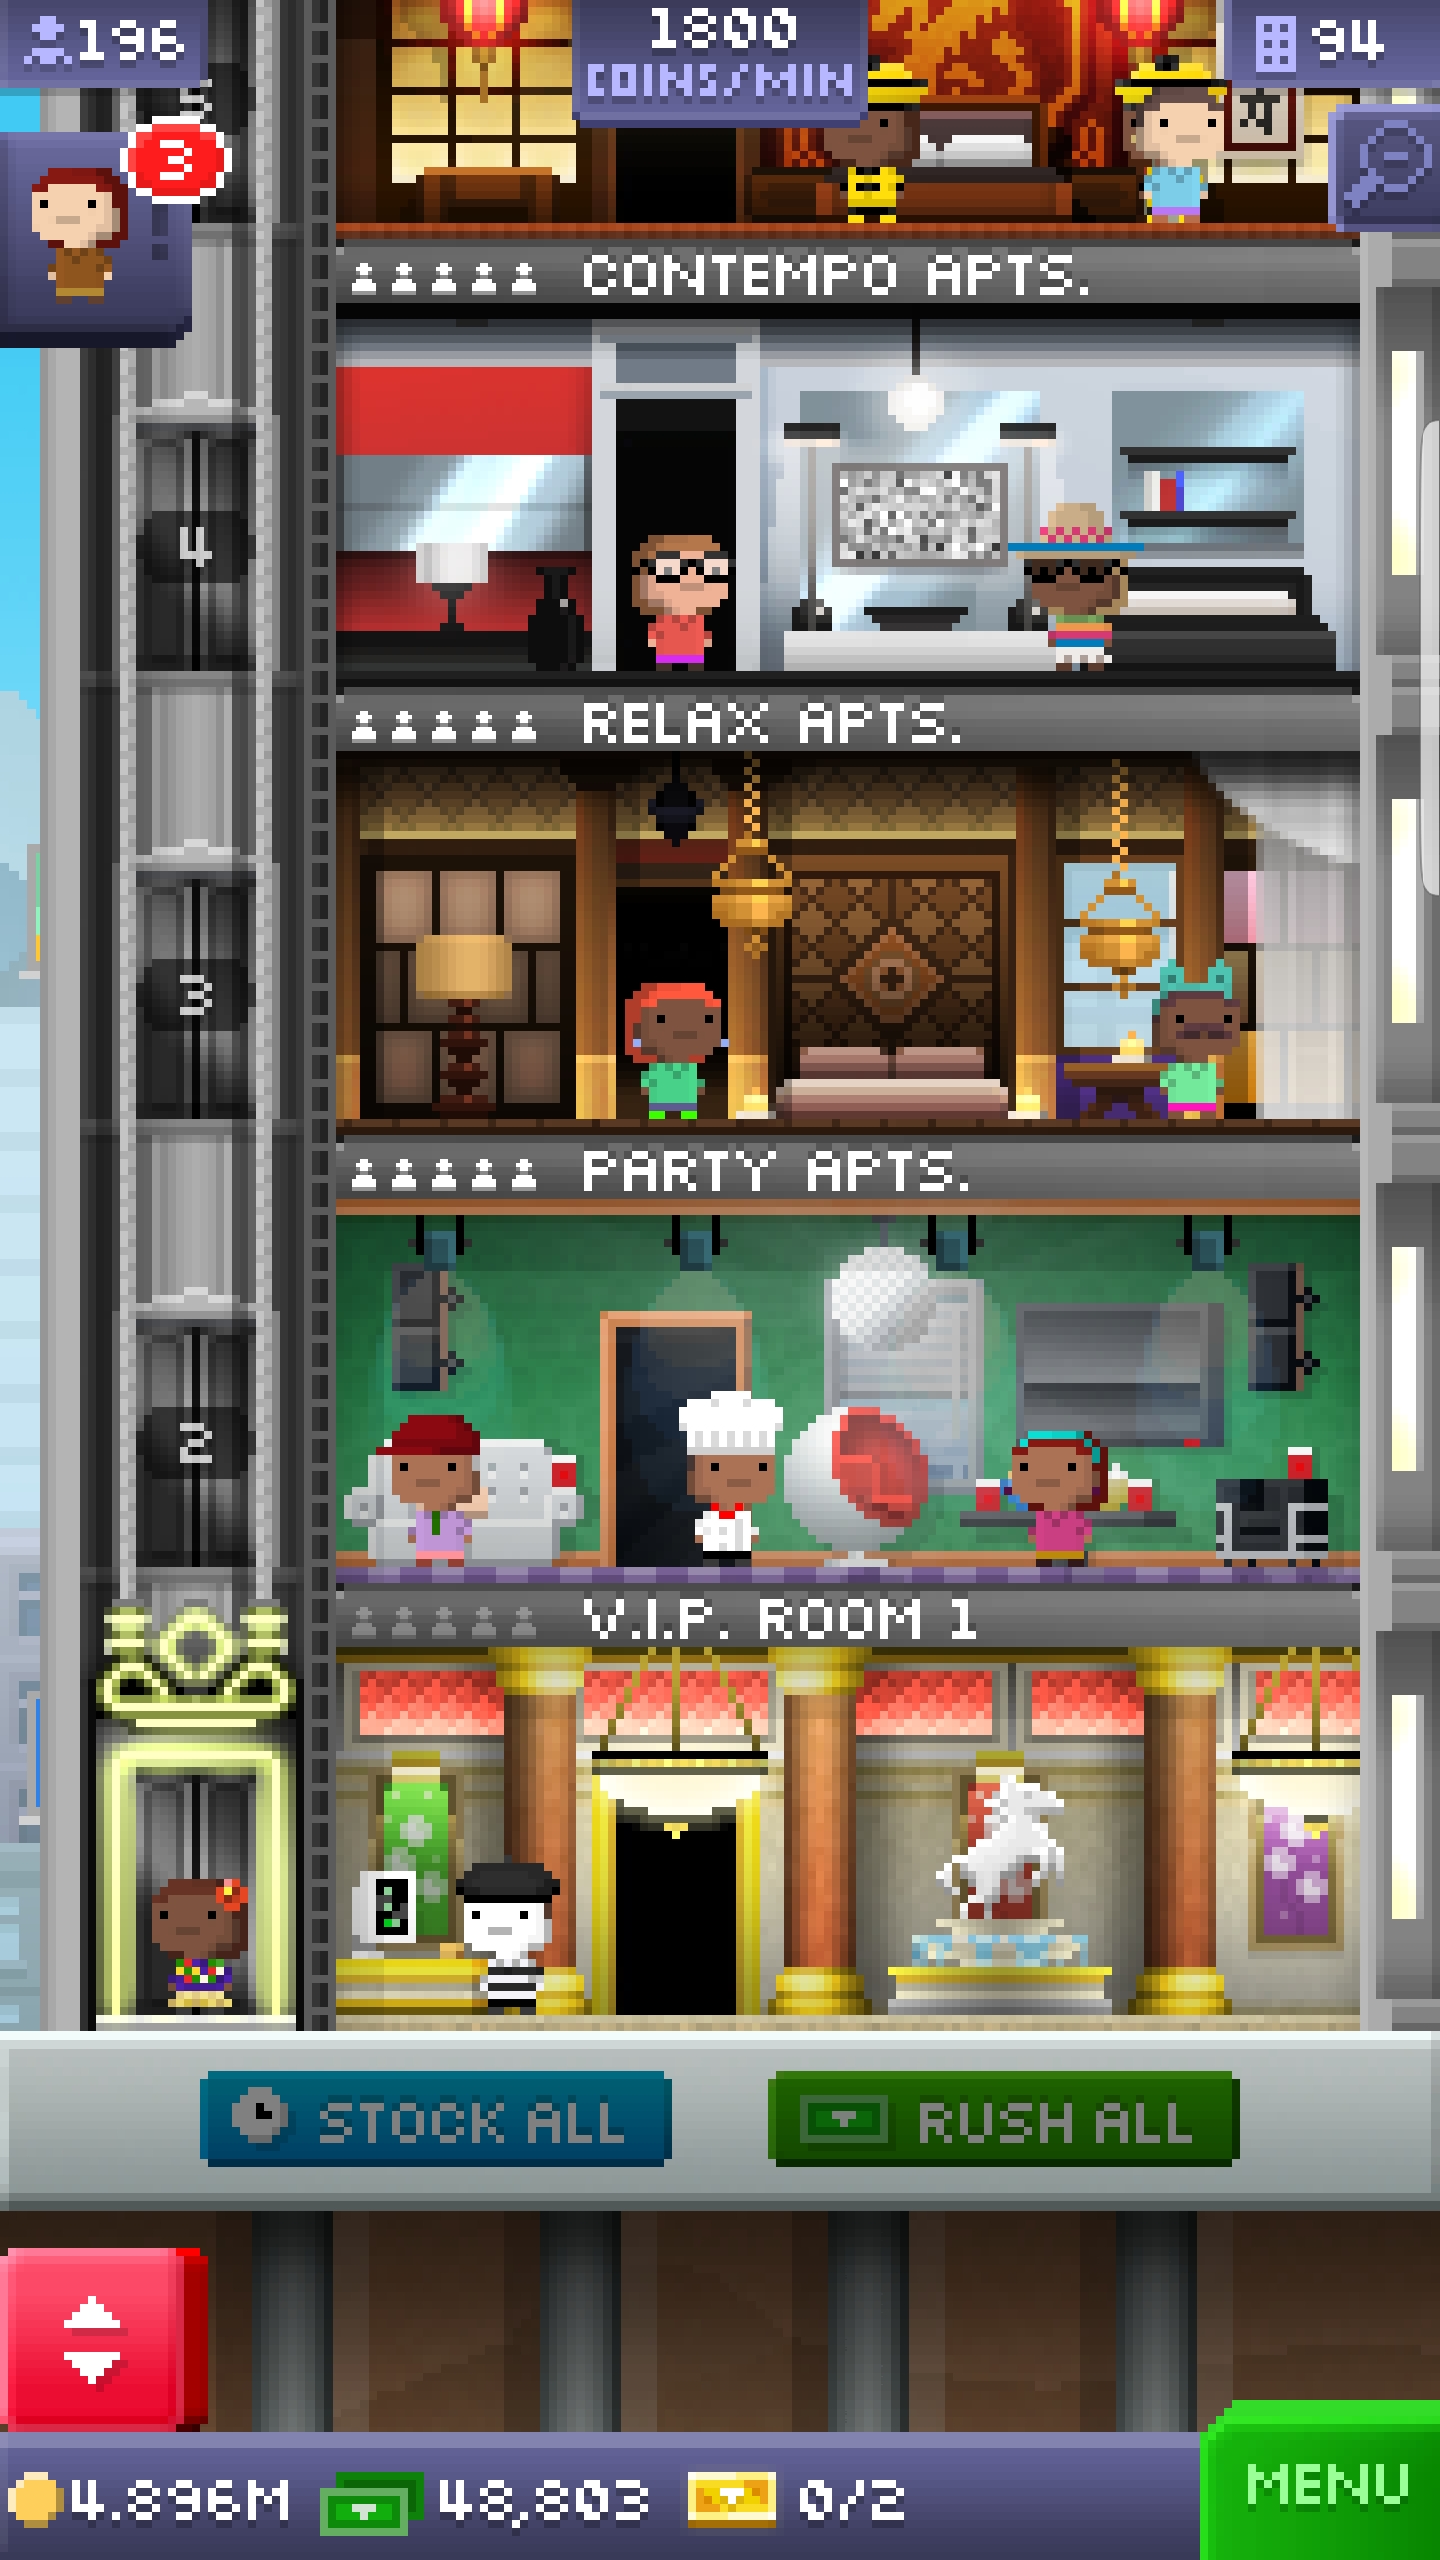 196
1800
COINS/MIN
94
5
3
CONTEMPO APTS.
4
RELAX APTS.
3
PARTY APTS.
2
V.I.P. ROOM 1
STOCK ALL
RUSH ALL
4.896M
48,803
0/2
MENU